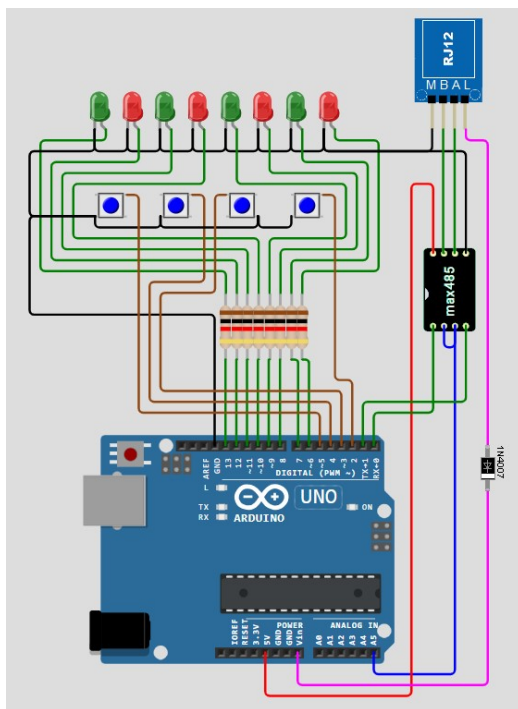 RJ12
M B A L
max485
1N4007
AREF
GND
13
12
~11
~10
~9
8
7
~6
~5
4
~3
2
TX→1
RX←0
DIGITAL (PWM ~)
L
TX
RX
UNO
ARDUINO
ON
IOREF
RESET
3.3V
5V
GND
GND
Vin
POWER
ANALOG IN
A0
A1
A2
A3
A4
A5